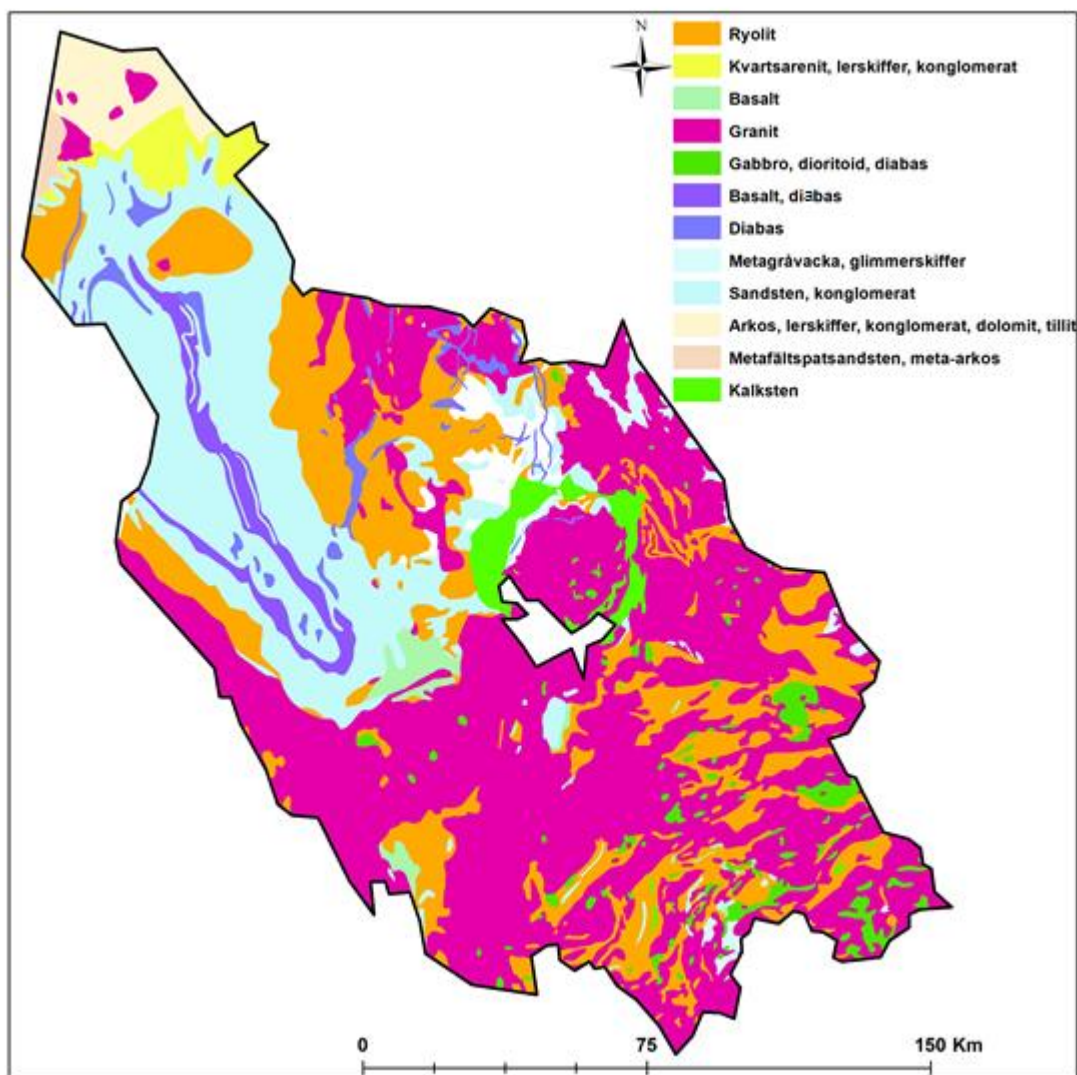 N
Ryolit
Kvartsarenit, lerskiffer, konglomerat
Basalt
Granit
Gabbro, dioritoid, diabas
Basalt, diabas
Diabas
Metagråvacka, glimmerskiffer
Sandsten, konglomerat
Arkos, lerskiffer, konglomerat, dolomit, tillit
Metafältspatsandsten, meta-arkos
Kalksten
0 75 150 Km